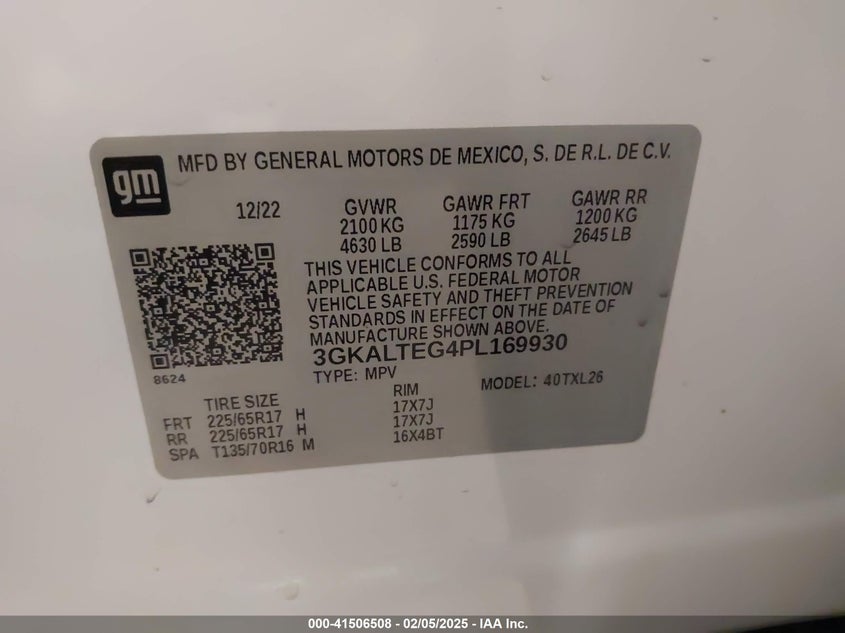 gm
MFD BY GENERAL MOTORS DE MEXICO, S. DE R.L. DE C.V.
12/22 GVWR GAWR FRT GAWR RR
2100 KG 1175 KG 1200 KG
4630 LB 2590 LB 2645 LB
THIS VEHICLE CONFORMS TO ALL
APPLICABLE U.S. FEDERAL MOTOR
VEHICLE SAFETY AND THEFT PREVENTION
STANDARDS IN EFFECT ON THE DATE OF
MANUFACTURE SHOWN ABOVE.
3GKALTEG4PL169930
8624 TYPE: MPV MODEL: 40TXL26
TIRE SIZE RIM
FRT 225/65R17 H 17X7J
RR 225/65R17 H 17X7J
SPA T135/70R16 M 16X4BT
000-41506508 — 02/05/2025 — IAA Inc.